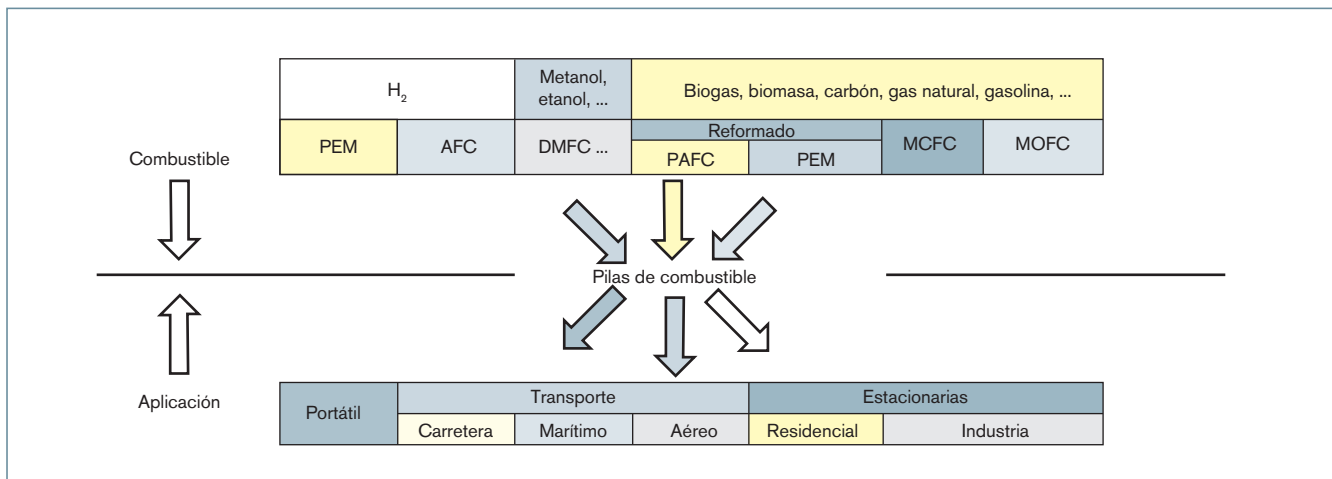 H₂
Metanol,
etanol, ...
Biogas, biomasa, carbón, gas natural, gasolina, ...
Combustible
PEM
AFC
DMFC ...
Reformado
PAFC
PEM
MCFC
MOFC
Pilas de combustible
Aplicación
Portátil
Transporte
Estacionarias
Carretera
Marítimo
Aéreo
Residencial
Industria